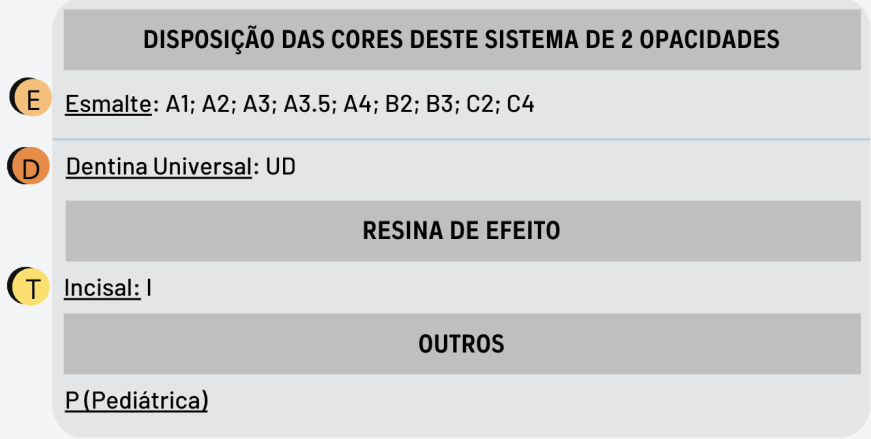 DISPOSIÇÃO DAS CORES DESTE SISTEMA DE 2 OPACIDADES
E
Esmalte: A1; A2; A3; A3.5; A4; B2; B3; C2; C4
D
Dentina Universal: UD
RESINA DE EFEITO
T
Incisal: I
OUTROS
P (Pediátrica)